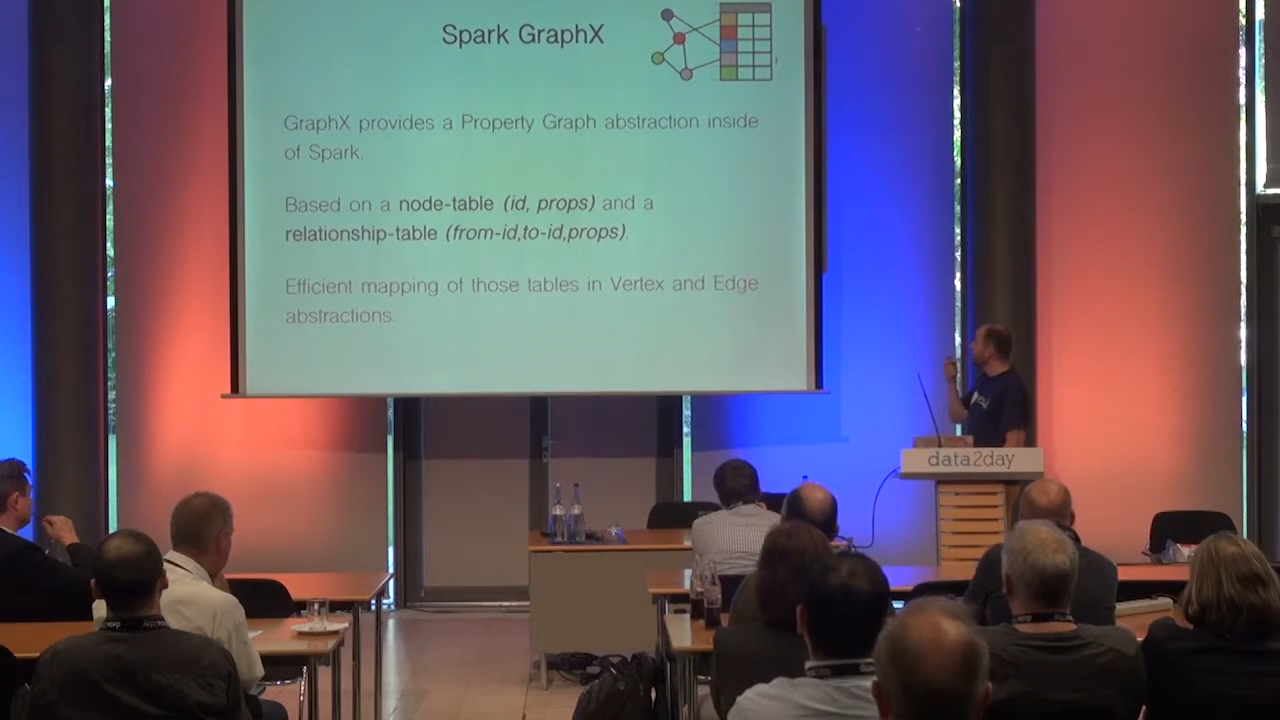 Spark GraphX
GraphX provides a Property Graph abstraction inside
of Spark.
Based on a node-table (id, props) and a
relationship-table (from-id,to-id,props).
Efficient mapping of those tables in Vertex and Edge
abstractions.
data2day